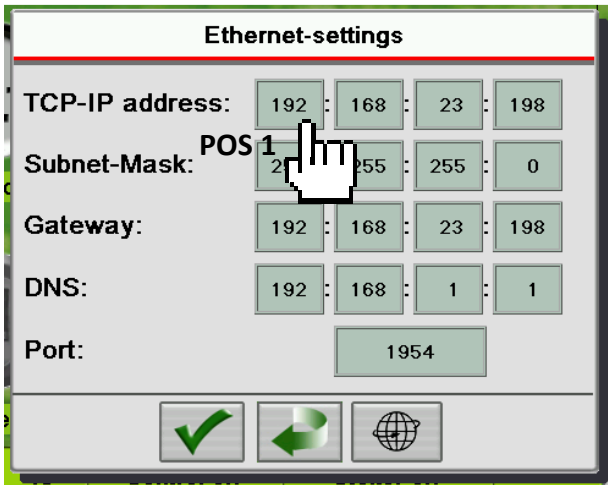 Ethernet-settings
TCP-IP address: 192 : 168 : 23 : 198
POS 1
Subnet-Mask: 255 : 255 : 0
Gateway: 192 : 168 : 23 : 198
DNS: 192 : 168 : 1 : 1
Port: 1954